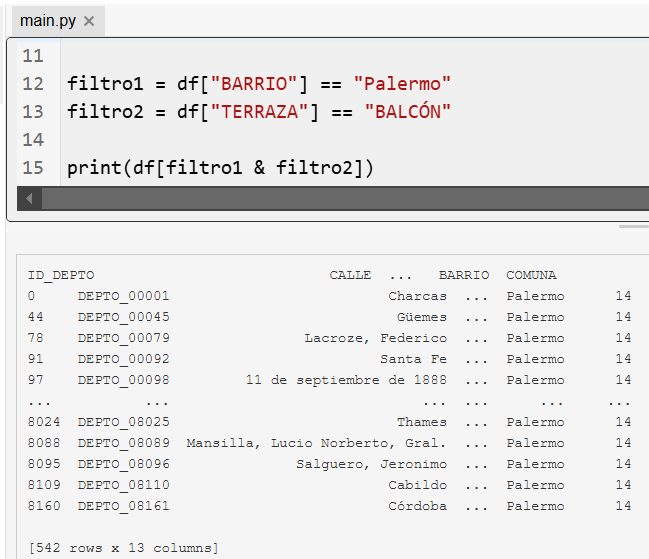 main.py ×
11
12 filtro1 = df["BARRIO"] == "Palermo"
13 filtro2 = df["TERRAZA"] == "BALCÓN"
14
15 print(df[filtro1 & filtro2])
ID_DEPTO CALLE ... BARRIO COMUNA
0 DEPTO_00001 Charcas ... Palermo 14
44 DEPTO_00045 Güemes ... Palermo 14
78 DEPTO_00079 Lacroze, Federico ... Palermo 14
91 DEPTO_00092 Santa Fe ... Palermo 14
97 DEPTO_00098 11 de septiembre de 1888 ... Palermo 14
... ... ... ... ... ...
8024 DEPTO_08025 Thames ... Palermo 14
8088 DEPTO_08089 Mansilla, Lucio Norberto, Gral. ... Palermo 14
8095 DEPTO_08096 Salguero, Jeronimo ... Palermo 14
8109 DEPTO_08110 Cabildo ... Palermo 14
8160 DEPTO_08161 Córdoba ... Palermo 14
[542 rows x 13 columns]